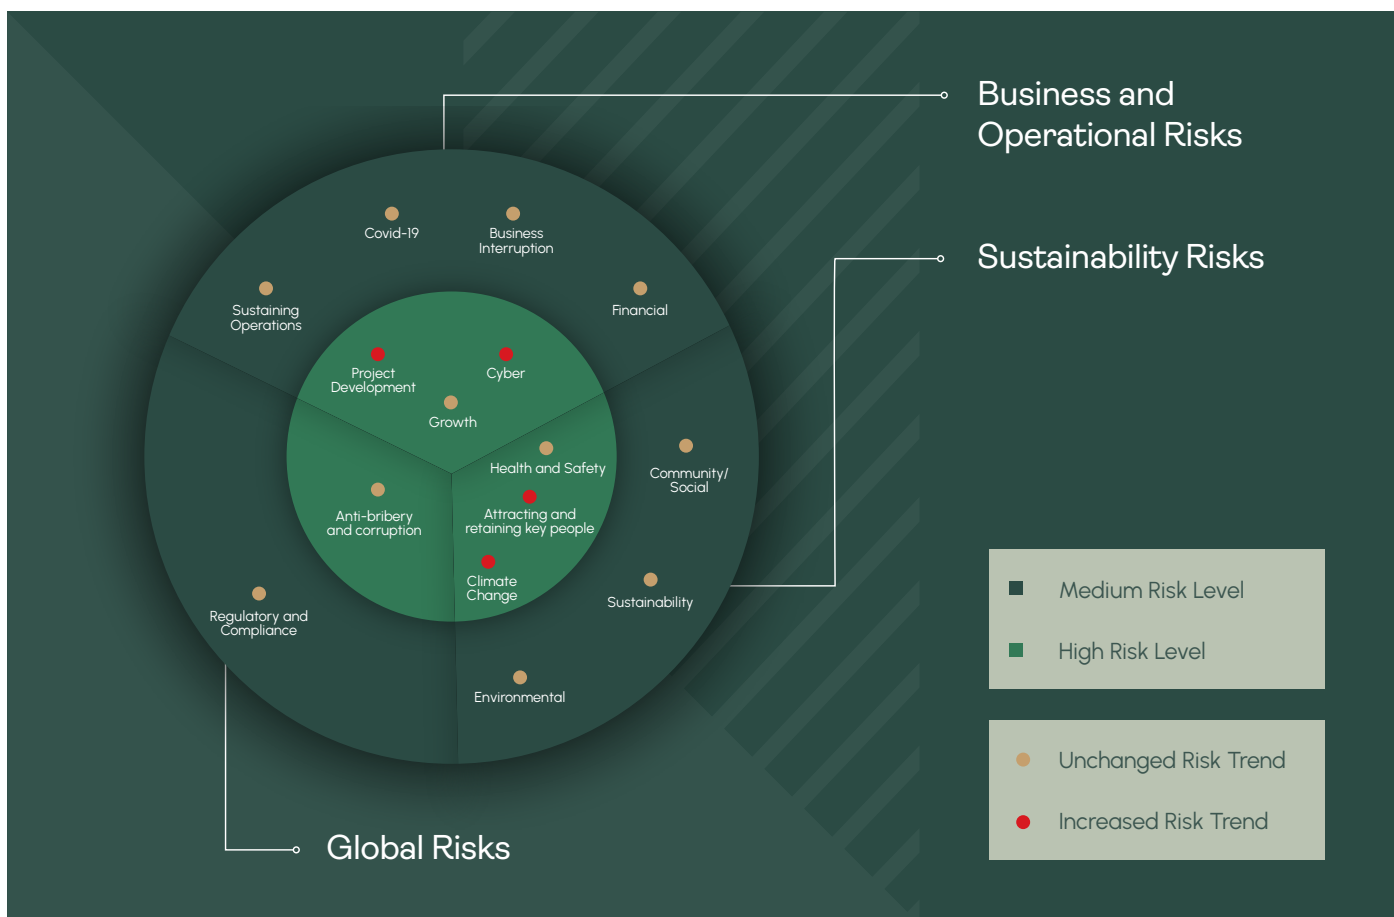 Business and
Operational Risks
Sustainability Risks
Covid-19
Business
Interruption
Sustaining
Operations
Financial
Project
Development
Cyber
Growth
Health and Safety
Community/
Social
Anti-bribery
and corruption
Attracting and
retaining key people
Climate
Change
Sustainability
Regulatory and
Compliance
Environmental
Medium Risk Level
High Risk Level
Unchanged Risk Trend
Increased Risk Trend
Global Risks